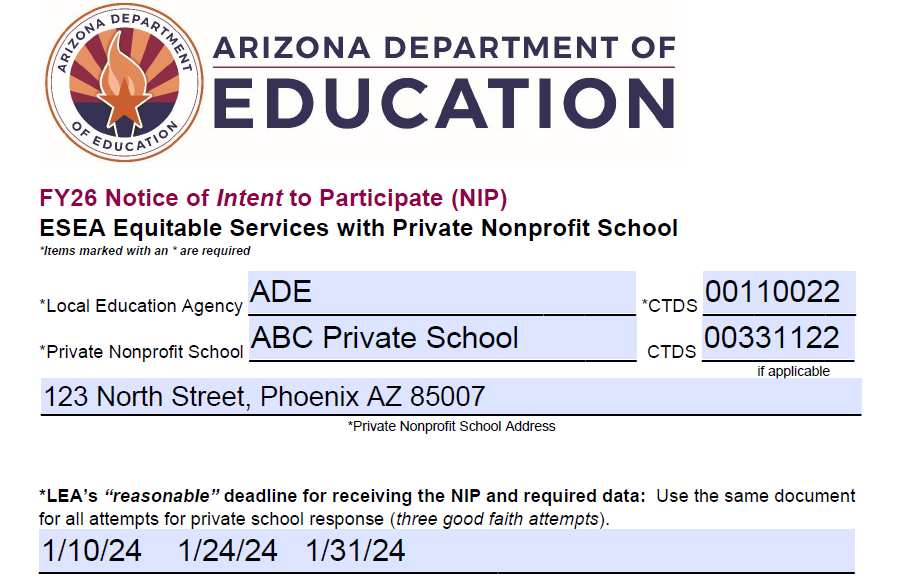 ARIZONA DEPARTMENT
OF EDUCATION
ARIZONA DEPARTMENT OF
EDUCATION
FY26 Notice of Intent to Participate (NIP)
ESEA Equitable Services with Private Nonprofit School
*Items marked with an * are required
*Local Education Agency ADE *CTDS 00110022
*Private Nonprofit School ABC Private School CTDS 00331122
if applicable
123 North Street, Phoenix AZ 85007
*Private Nonprofit School Address
*LEA's “reasonable” deadline for receiving the NIP and required data: Use the same document
for all attempts for private school response (three good faith attempts).
1/10/24 1/24/24 1/31/24